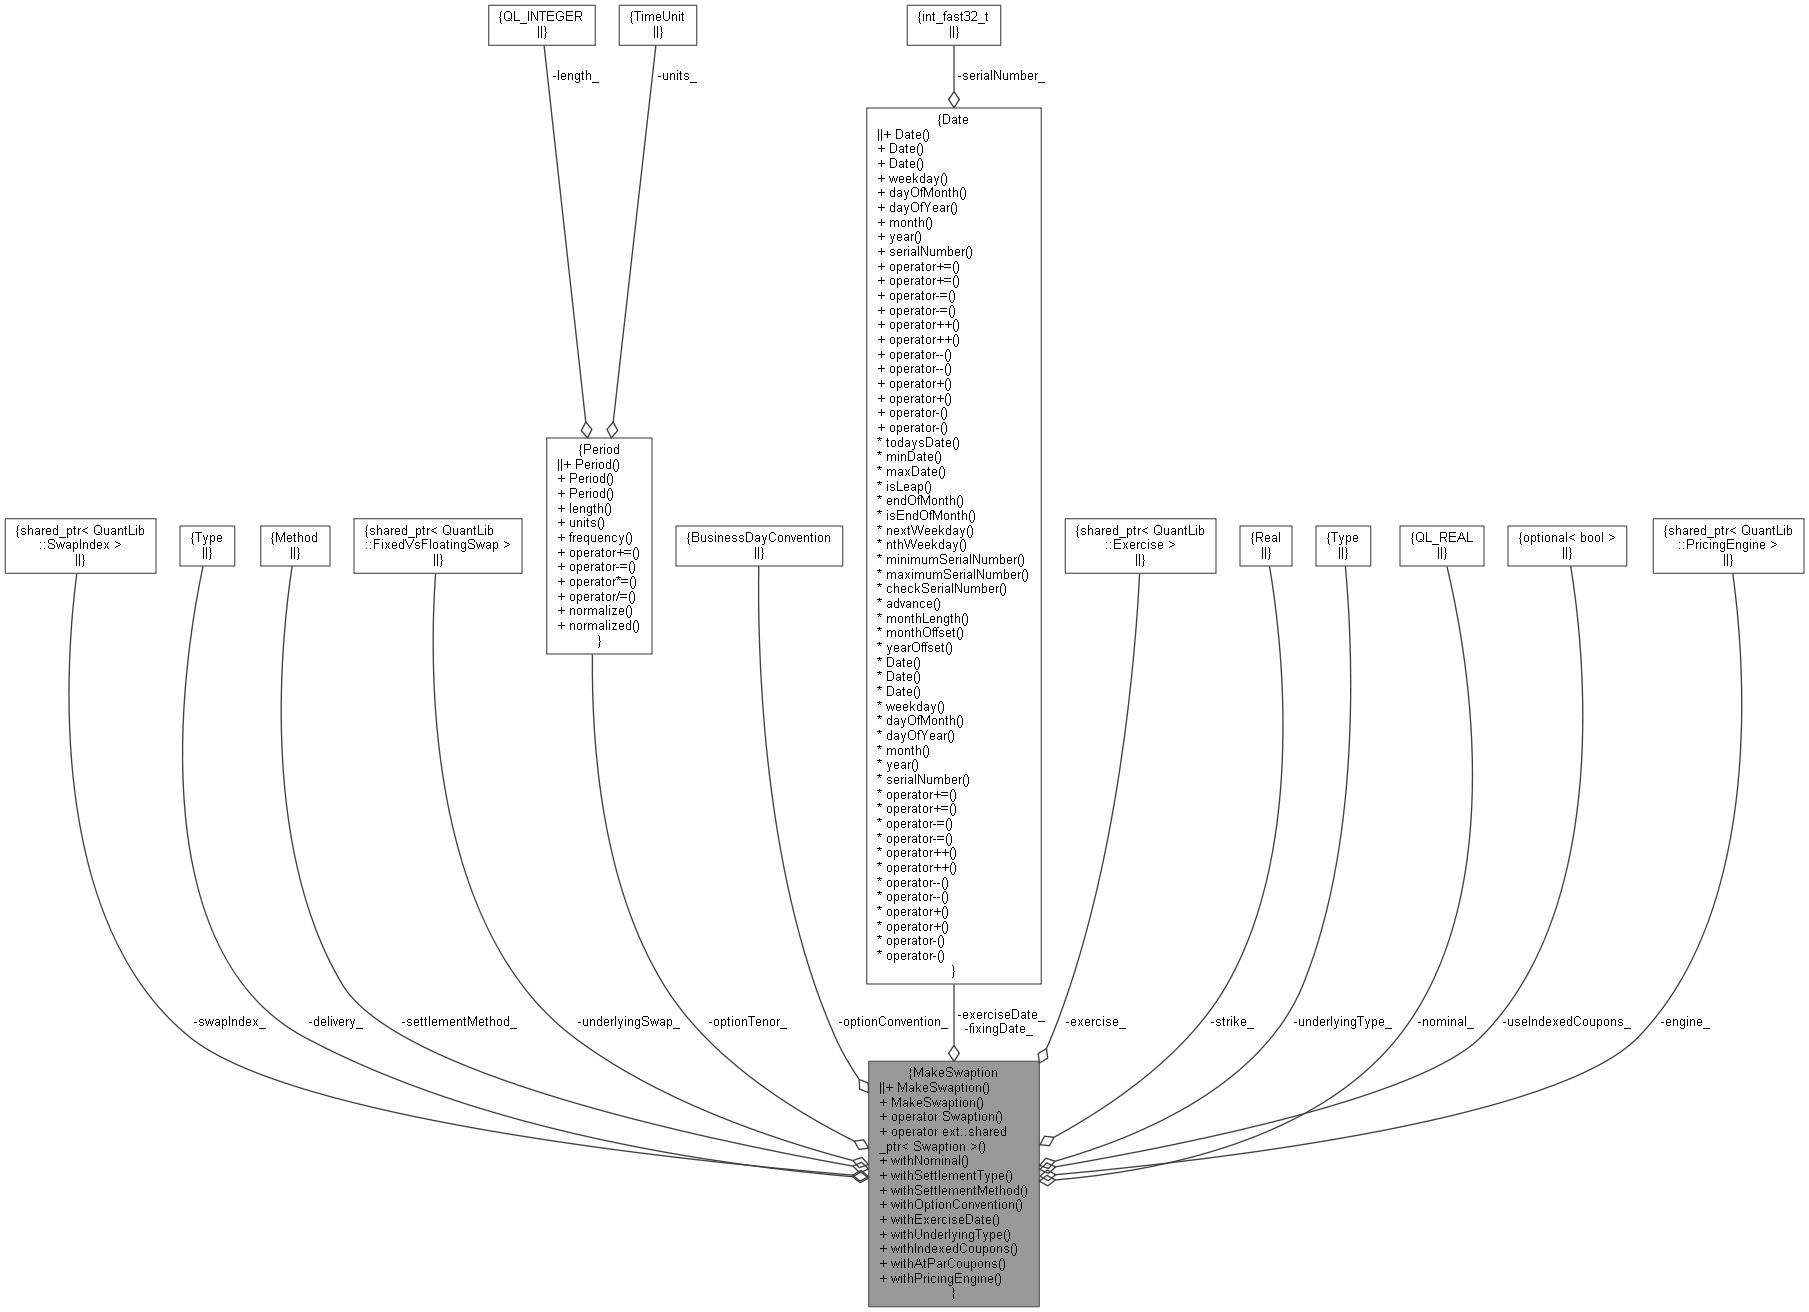 {QL_INTEGER
||}
{TimeUnit
||}
{int_fast32_t
||}
-length_
-units_
-serialNumber_
{Date
||+ Date()
+ Date()
+ Date()
+ weekday()
+ dayOfMonth()
+ dayOfYear()
+ month()
+ year()
+ serialNumber()
+ operator+=()
+ operator+=()
+ operator-=()
+ operator-=()
+ operator++()
+ operator++()
+ operator--()
+ operator--()
+ operator+()
+ operator+()
+ operator-()
+ operator-()
* todaysDate()
* minDate()
* maxDate()
* isLeap()
* endOfMonth()
* isEndOfMonth()
* nextWeekday()
* nthWeekday()
* minimumSerialNumber()
* maximumSerialNumber()
* checkSerialNumber()
* advance()
* monthLength()
* monthOffset()
* yearOffset()
* Date()
* Date()
* Date()
* weekday()
* dayOfMonth()
* dayOfYear()
* month()
* year()
* serialNumber()
* operator+=()
* operator+=()
* operator-=()
* operator-=()
* operator++()
* operator++()
* operator--()
* operator--()
* operator+()
* operator+()
* operator-()
* operator-()
}
{Period
||+ Period()
+ Period()
+ Period()
+ length()
+ units()
+ frequency()
+ operator+=()
+ operator-=()
+ operator*=()
+ operator/=()
+ normalize()
+ normalized()
}
{shared_ptr< QuantLib
::SwapIndex >
||}
{Type
||}
{Method
||}
{shared_ptr< QuantLib
::FixedVsFloatingSwap >
||}
{BusinessDayConvention
||}
{shared_ptr< QuantLib
::Exercise >
||}
{Real
||}
{Type
||}
{QL_REAL
||}
{optional< bool >
||}
{shared_ptr< QuantLib
::PricingEngine >
||}
-swapIndex_
-delivery_
-settlementMethod_
-underlyingSwap_
-optionTenor_
-optionConvention_
-exerciseDate_
-fixingDate_
-exercise_
-strike_
-underlyingType_
-nominal_
-useIndexedCoupons_
-engine_
{MakeSwaption
||+ MakeSwaption()
+ MakeSwaption()
+ operator Swaption()
+ operator ext::shared
_ptr< Swaption >()
+ withNominal()
+ withSettlementType()
+ withSettlementMethod()
+ withOptionConvention()
+ withExerciseDate()
+ withUnderlyingType()
+ withIndexedCoupons()
+ withAtParCoupons()
+ withPricingEngine()
}